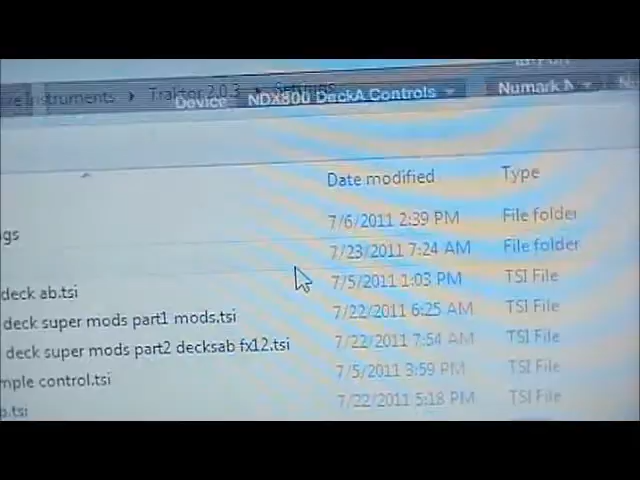 Instruments › Traktor 2.0.3 › Settings
Device NDX800 DeckA Controls Numark
Date modified Type
7/6/2011 2:39 PM File folder
gs 7/23/2011 7:24 AM File folder
deck ab.tsi 7/5/2011 1:03 PM TSI File
deck super mods part1 mods.tsi 7/22/2011 6:25 AM TSI File
deck super mods part2 decksab fx12.tsi 7/22/2011 7:54 AM TSI File
mple control.tsi 7/5/2011 3:59 PM TSI File
p.tsi 7/22/2011 5:18 PM TSI File